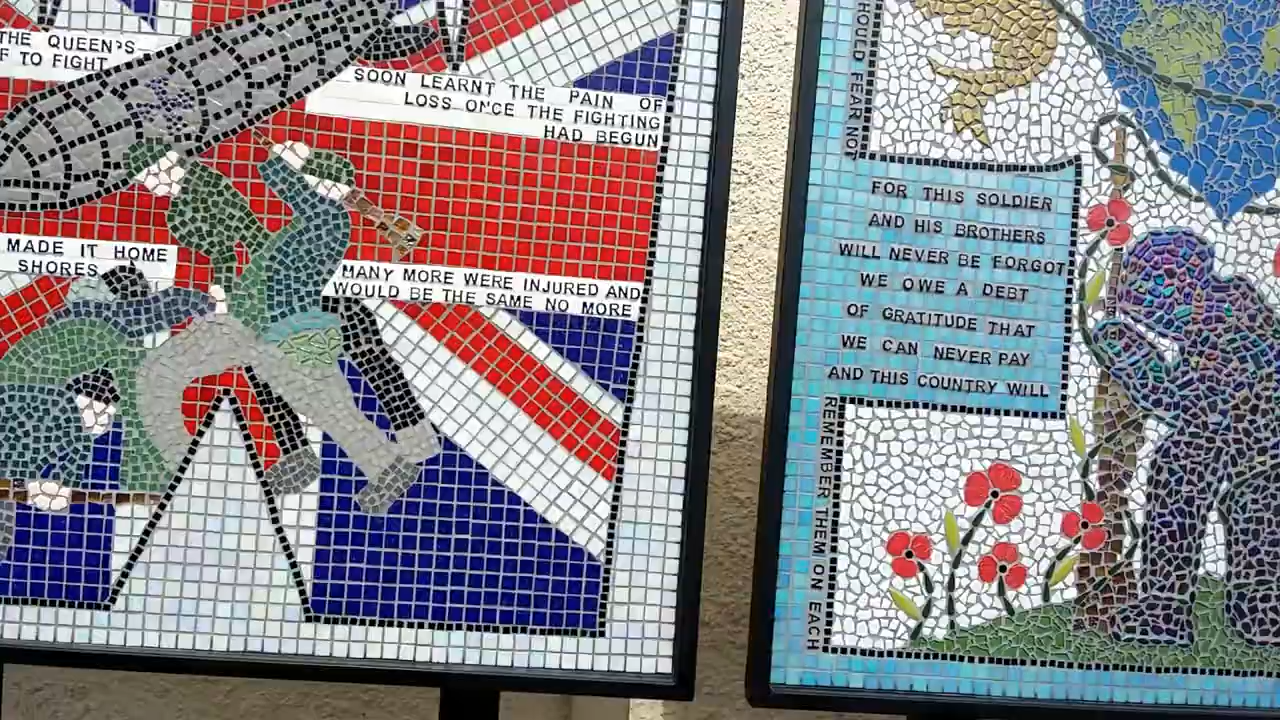 THE QUEEN'S
F TO FIGHT
SOON LEARNT THE PAIN OF
LOSS ONCE THE FIGHTING
HAD BEGUN
MADE IT HOME
SHORES
MANY MORE WERE INJURED AND
WOULD BE THE SAME NO MORE
HOULD FEAR NOT
FOR THIS SOLDIER
AND HIS BROTHERS
WILL NEVER BE FORGOT
WE OWE A DEBT
OF GRATITUDE THAT
WE CAN NEVER PAY
AND THIS COUNTRY WILL
REMEMBER THEM ON EACH